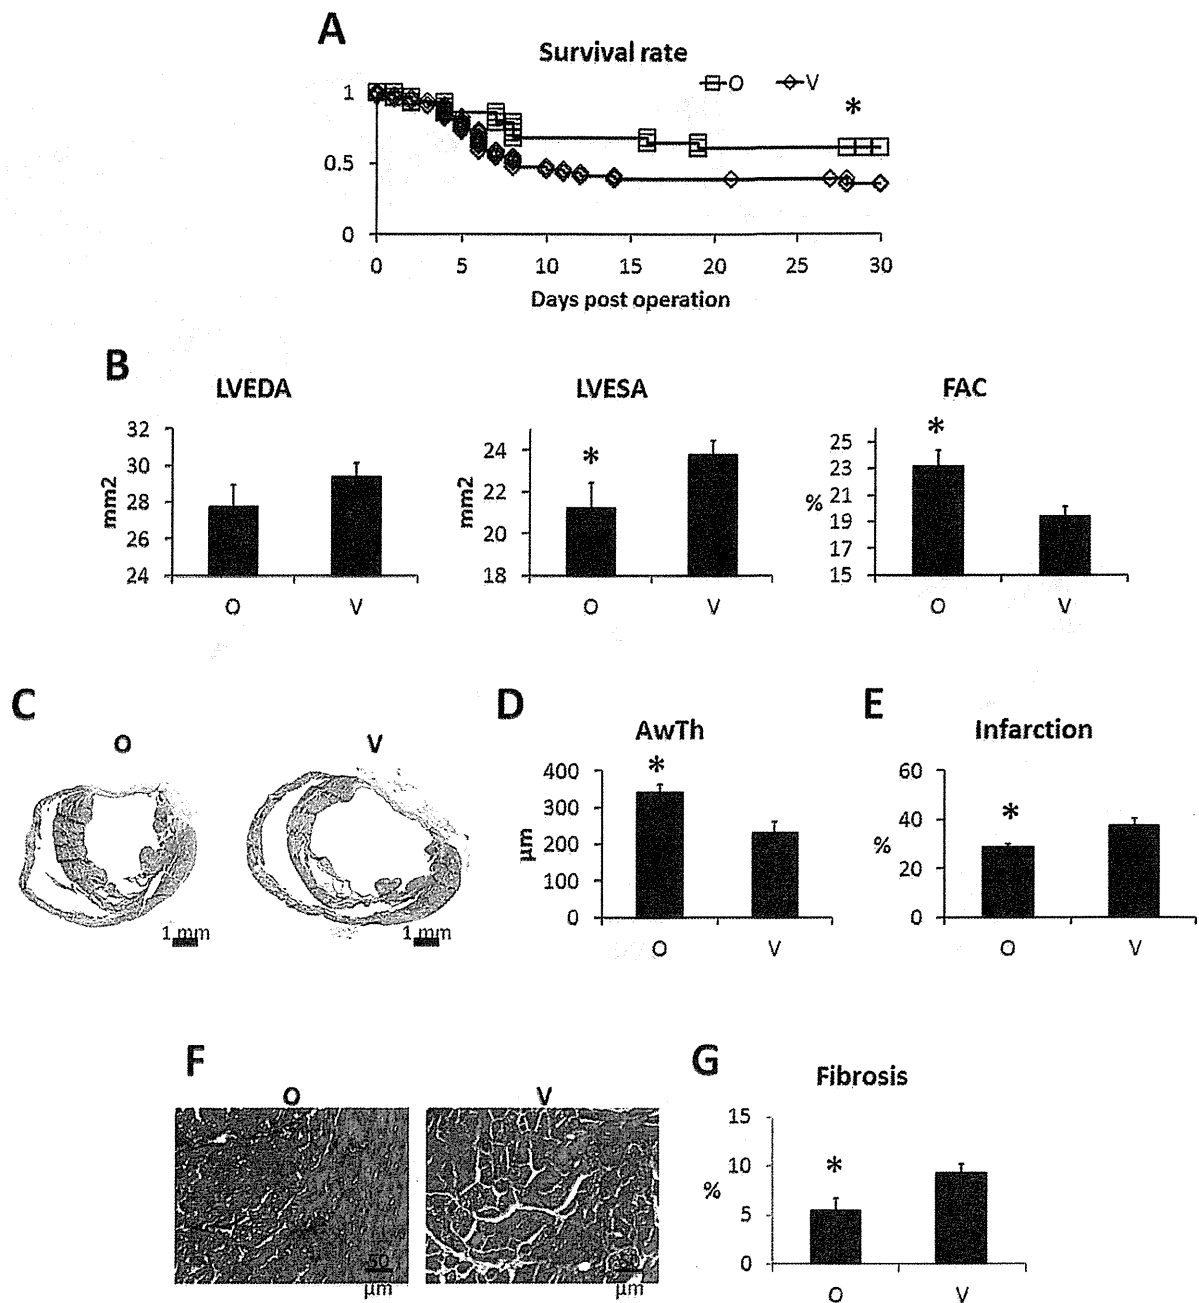 A
Survival rate
O V
*
1
0.5
0
0 5 10 15 20 25 30
Days post operation
B
LVEDA
mm2
32
30
28
26
24
O V
LVESA
mm2
24
22
20
18
*
O V
FAC
%
25
23
21
19
17
15
*
O V
C
O V
1 mm
1 mm
D
AwTh
µm
400
300
200
100
0
*
O V
E
Infarction
%
60
40
20
0
*
O V
F
O V
50
µm
50
µm
G
Fibrosis
%
15
10
5
0
*
O V